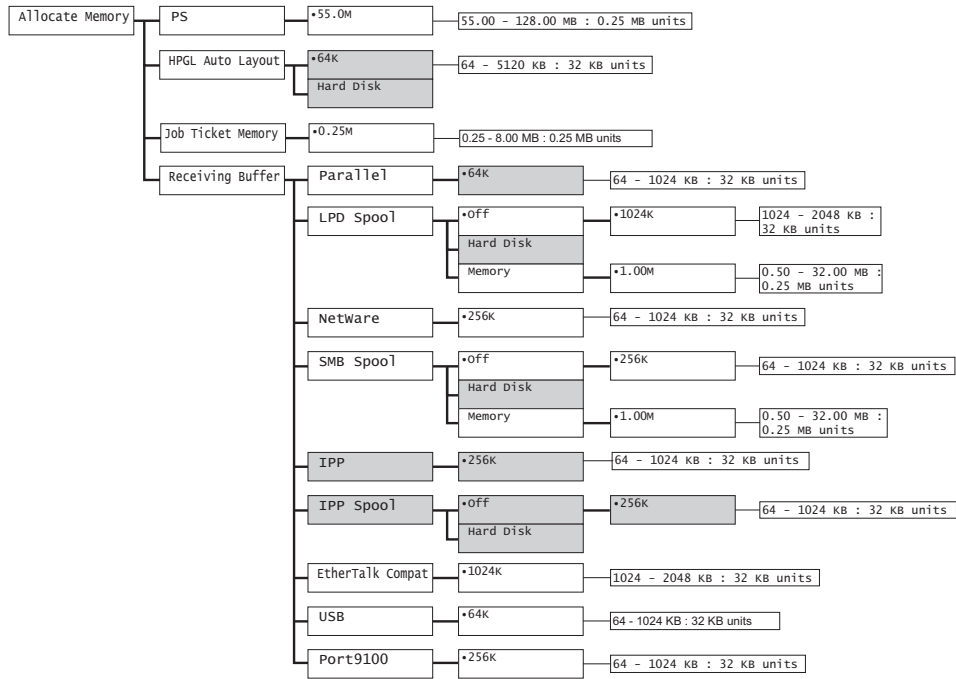 Allocate Memory
PS
•55.0M
55.00 - 128.00 MB : 0.25 MB units
HPGL Auto Layout
•64K
64 - 5120 KB : 32 KB units
Hard Disk
Job Ticket Memory
•0.25M
0.25 - 8.00 MB : 0.25 MB units
Receiving Buffer
Parallel
•64K
64 - 1024 KB : 32 KB units
LPD Spool
•Off
•1024K
1024 - 2048 KB :
32 KB units
Hard Disk
Memory
•1.00M
0.50 - 32.00 MB :
0.25 MB units
NetWare
•256K
64 - 1024 KB : 32 KB units
SMB Spool
•Off
•256K
64 - 1024 KB : 32 KB units
Hard Disk
Memory
•1.00M
0.50 - 32.00 MB :
0.25 MB units
IPP
•256K
64 - 1024 KB : 32 KB units
IPP Spool
•Off
•256K
64 - 1024 KB : 32 KB units
Hard Disk
EtherTalk Compat
•1024K
1024 - 2048 KB : 32 KB units
USB
•64K
64 - 1024 KB : 32 KB units
Port9100
•256K
64 - 1024 KB : 32 KB units